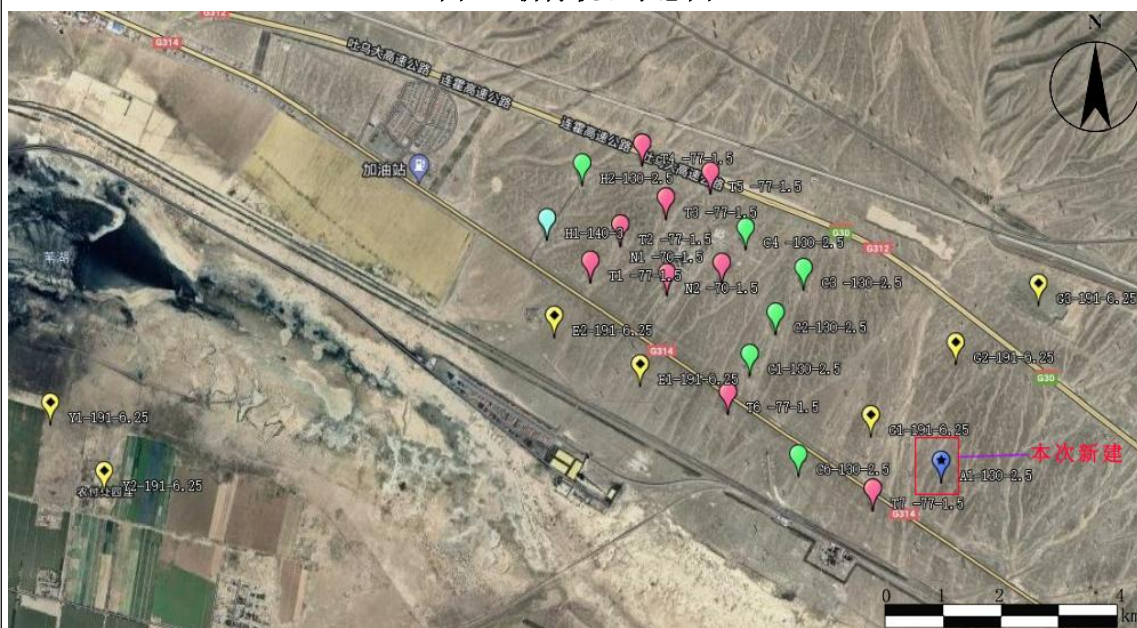 N
G312
G314
吐乌大高速公路 连霍高速公路
连霍高速公路
加油站
T4 -77-1.5
H2-130-2.5
T5 -77-1.5
T3 -77-1.5
H1-140-3
T2 -77-1.5
C4 -130-2.5
G30
G312
N1 -70-1.5
T1 -77-1.5
N2 -70-1.5
C3 -130-2.5
G3-191-6.25
E2-191-6.25
C2-130-2.5
G314
G2-191-6.25
C1-130-2.5
E1-191-6.25
G30
Y1-191-6.25
T6 -77-1.5
G1-191-6.25
本次新建
C6-130-2.5
A1-130-2.5
Y2-191-6.25
T7 -77-1.5
G314
0 1 2 4
km